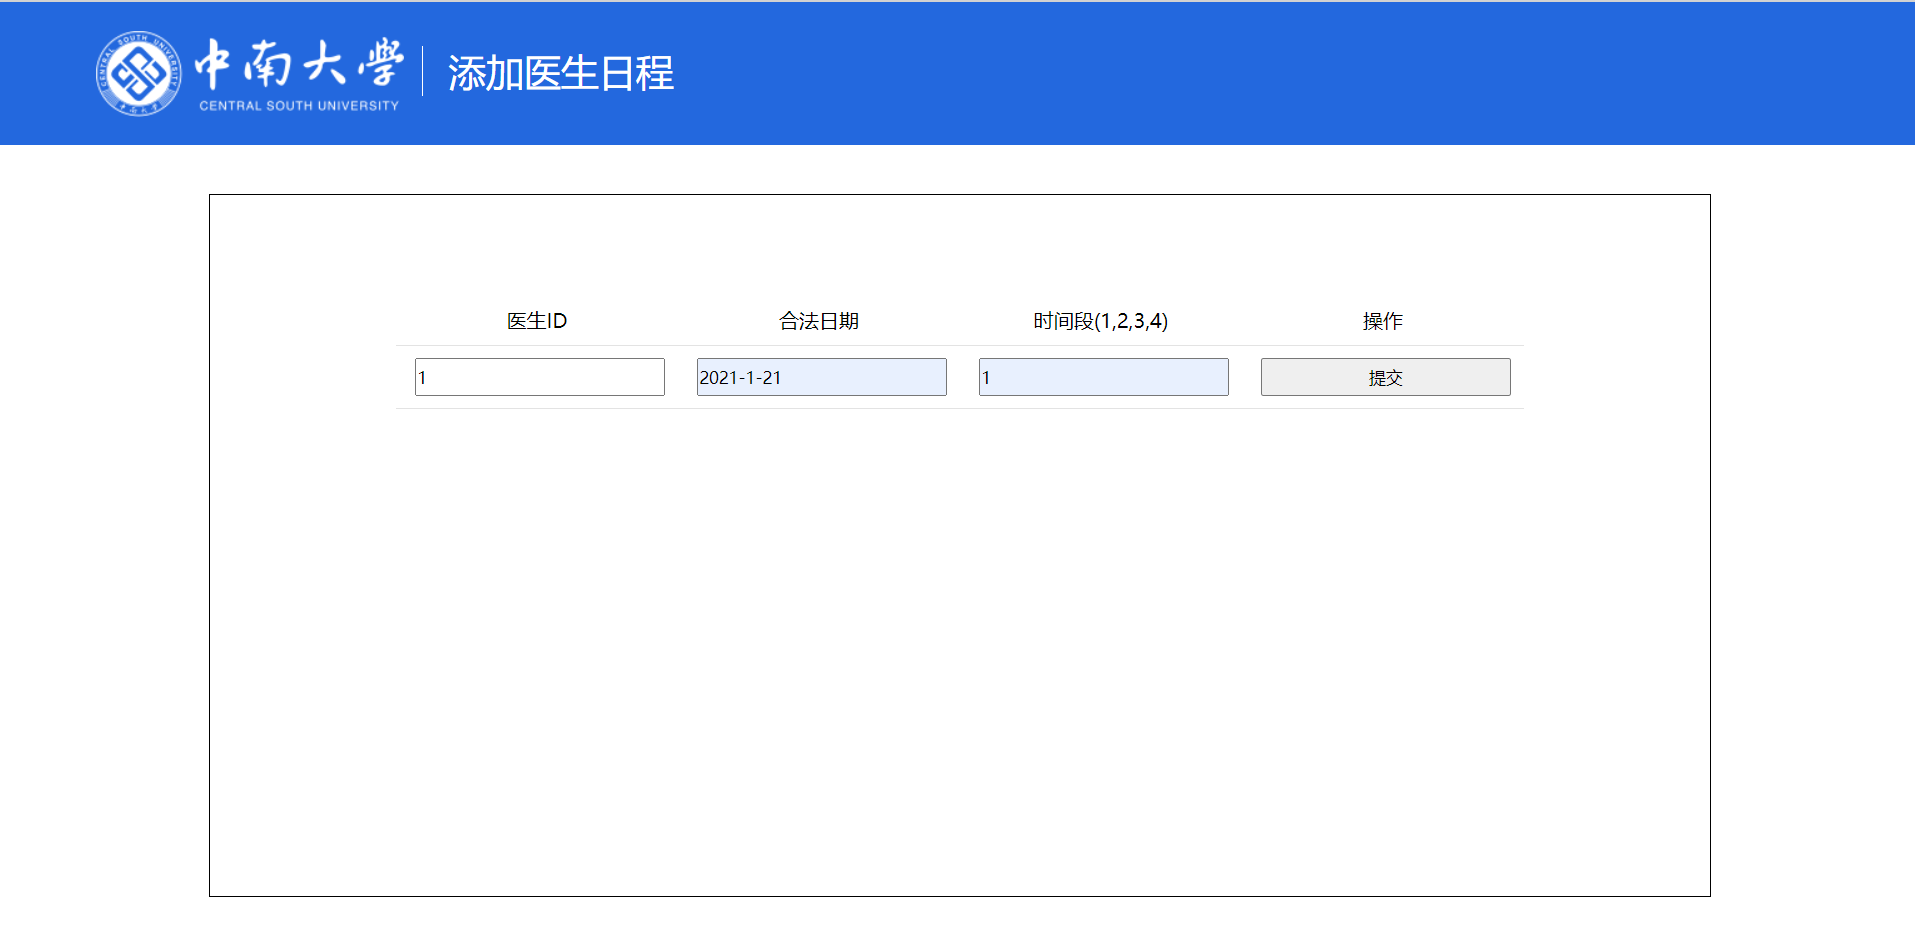 中南大学
CENTRAL SOUTH UNIVERSITY
添加医生日程
医生ID 合法日期 时间段(1,2,3,4) 操作
1 2021-1-21 1 提交